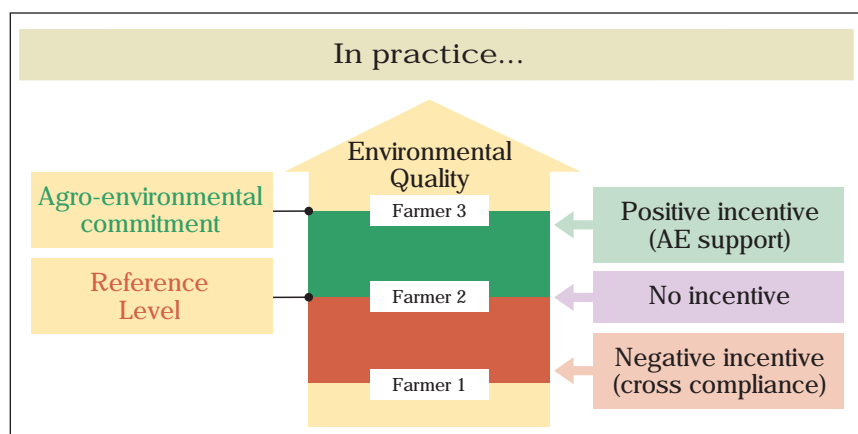 In practice...
Environmental
Quality
Agro-environmental
commitment
Farmer 3
Positive incentive
(AE support)
Reference
Level
Farmer 2
No incentive
Negative incentive
(cross compliance)
Farmer 1